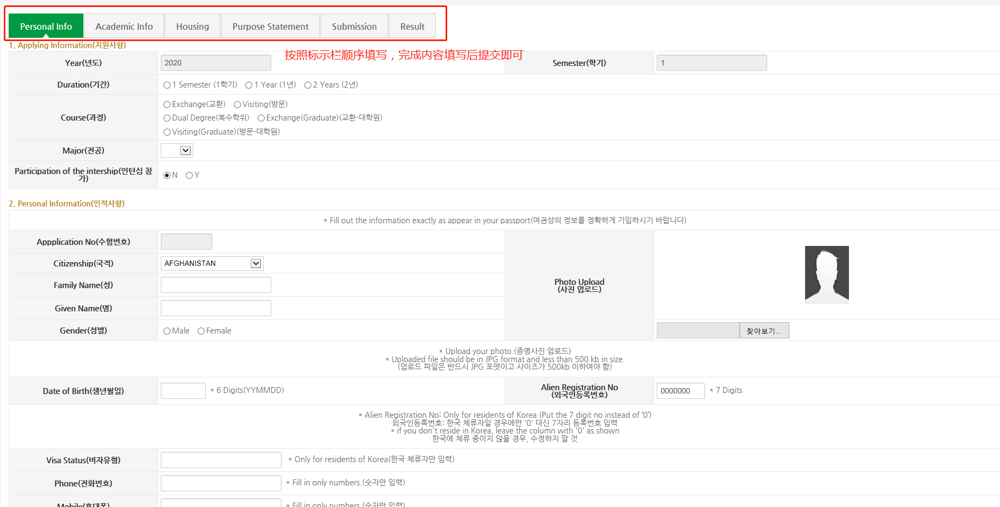 Personal Info
Academic Info
Housing
Purpose Statement
Submission
Result
1. Applying Information(지원사항)
按照标示栏顺序填写，完成内容填写后提交即可
Year(년도)
2020
Semester(학기)
1
Duration(기간)
1 Semester (1학기) 1 Year (1년) 2 Years (2년)
Course(과정)
Exchange(교환) Visiting(방문)
Dual Degree(복수학위) Exchange(Graduate)(교환-대학원)
Visiting(Graduate)(방문-대학원)
Major(전공)
Participation of the intership(인턴십 참
가)
N Y
2. Personal Information(인적사항)
* Fill out the information exactly as appear in your passport(여권상의 정보를 정확하게 기입하시기 바랍니다)
Appplication No(수험번호)
Citizenship(국적)
AFGHANISTAN
Family Name(성)
Given Name(명)
Gender(성별)
Male Female
Photo Upload
(사진 업로드)
찾아보기...
* Upload your photo.(증명사진 업로드)
* Uploaded file should be in JPG format and less than 500 kb in size.
(업로드 파일은 반드시 JPG 포맷이고 사이즈가 500kb 이하여야 함)
Date of Birth(생년월일)
* 6 Digits(YYMMDD)
Alien Registration No
(외국인등록번호)
0000000
* 7 Digits
* Alien Registration No: Only for residents of Korea (Put the 7 digit no instead of ‘0’)
외국인등록번호: 한국 체류자일 경우에만 '0' 대신 7자리 등록번호 입력
* if you don't reside in Korea, leave the column with '0' as shown
한국에 체류 중이지 않을 경우, 수정하지 말 것
Visa Status(비자유형)
* Only for residents of Korea(한국 체류자만 입력)
Phone(전화번호)
* Fill in only numbers.(숫자만 입력)
Mobile(휴대폰)
* Fill in only numbers.(숫자만 입력)